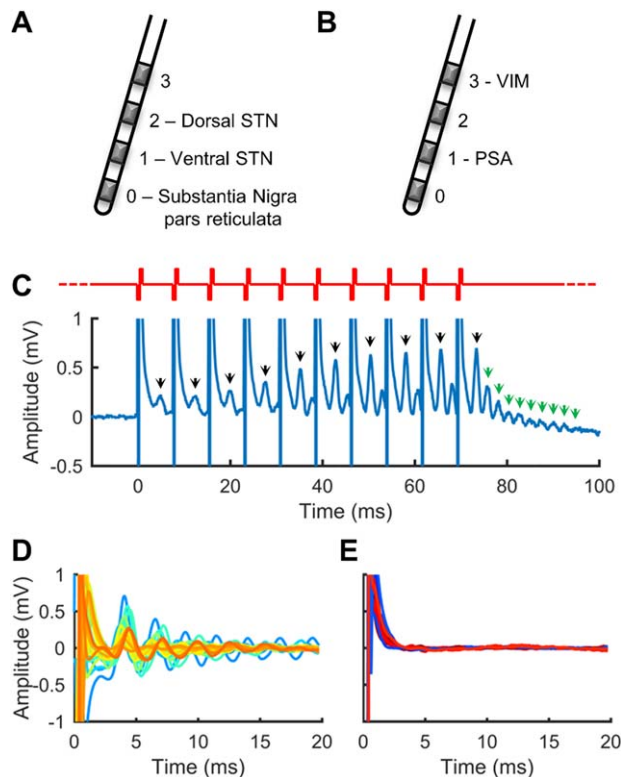 A
3
2 – Dorsal STN
1 – Ventral STN
0 – Substantia Nigra
pars reticulata
B
3 - VIM
2
1 - PSA
0
C
Amplitude (mV)
1
0.5
0
-0.5
0 20 40 60 80 100
Time (ms)
D
Amplitude (mV)
1
0.5
0
-0.5
-1
0 5 10 15 20
Time (ms)
E
0 5 10 15 20
Time (ms)